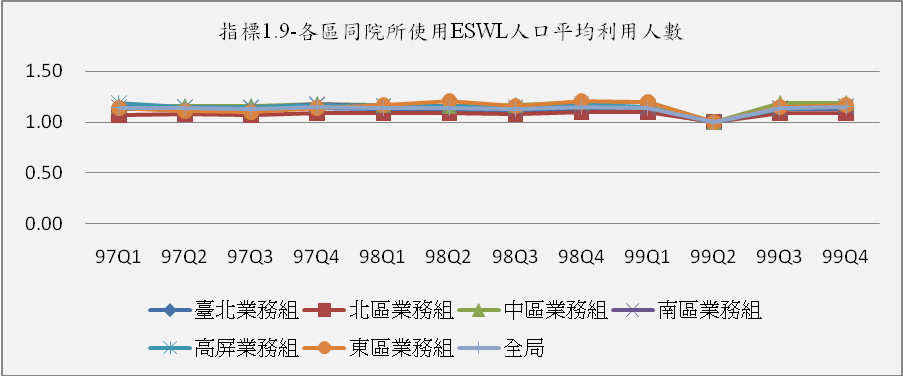 指標1.9-各區同院所使用ESWL人口平均利用人數
1.50
1.00
0.50
0.00
97Q1 97Q2 97Q3 97Q4 98Q1 98Q2 98Q3 98Q4 99Q1 99Q2 99Q3 99Q4
臺北業務組 北區業務組 中區業務組 南區業務組
高屏業務組 東區業務組 全局